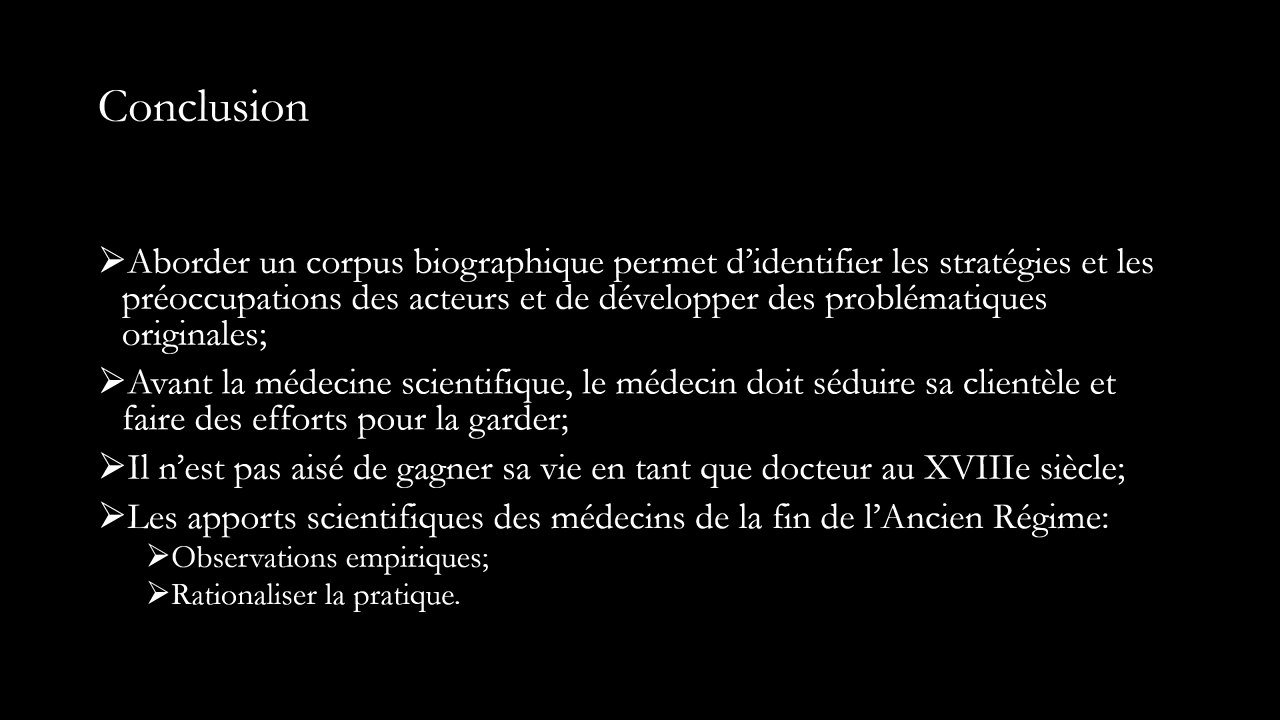 Conclusion
➢Aborder un corpus biographique permet d’identifier les stratégies et les
préoccupations des acteurs et de développer des problématiques
originales;
➢Avant la médecine scientifique, le médecin doit séduire sa clientèle et
faire des efforts pour la garder;
➢Il n’est pas aisé de gagner sa vie en tant que docteur au XVIIIe siècle;
➢Les apports scientifiques des médecins de la fin de l’Ancien Régime:
➢Observations empiriques;
➢Rationaliser la pratique.